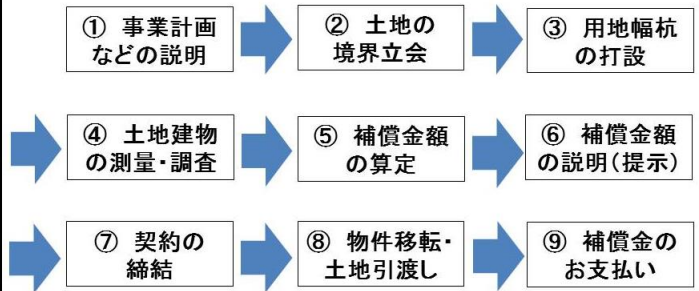 ① 事業計画
などの説明
② 土地の
境界立会
③ 用地幅杭
の打設
④ 土地建物
の測量・調査
⑤ 補償金額
の算定
⑥ 補償金額
の説明(提示)
⑦ 契約の
締結
⑧ 物件移転・
土地引渡し
⑨ 補償金の
お支払い